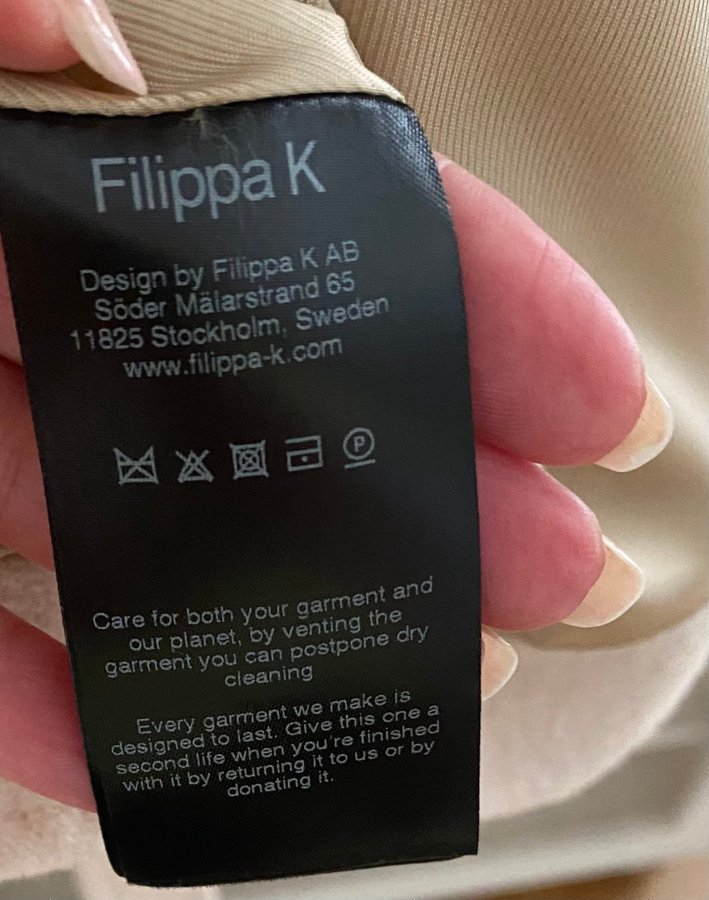 Filippa K
Design by Filippa K AB
Söder Mälarstrand 65
11825 Stockholm, Sweden
www.filippa-k.com
P
Care for both your garment and
our planet, by venting the
garment you can postpone dry
cleaning
Every garment we make is
designed to last. Give this one a
second life when you're finished
with it by returning it to us or by
donating it.